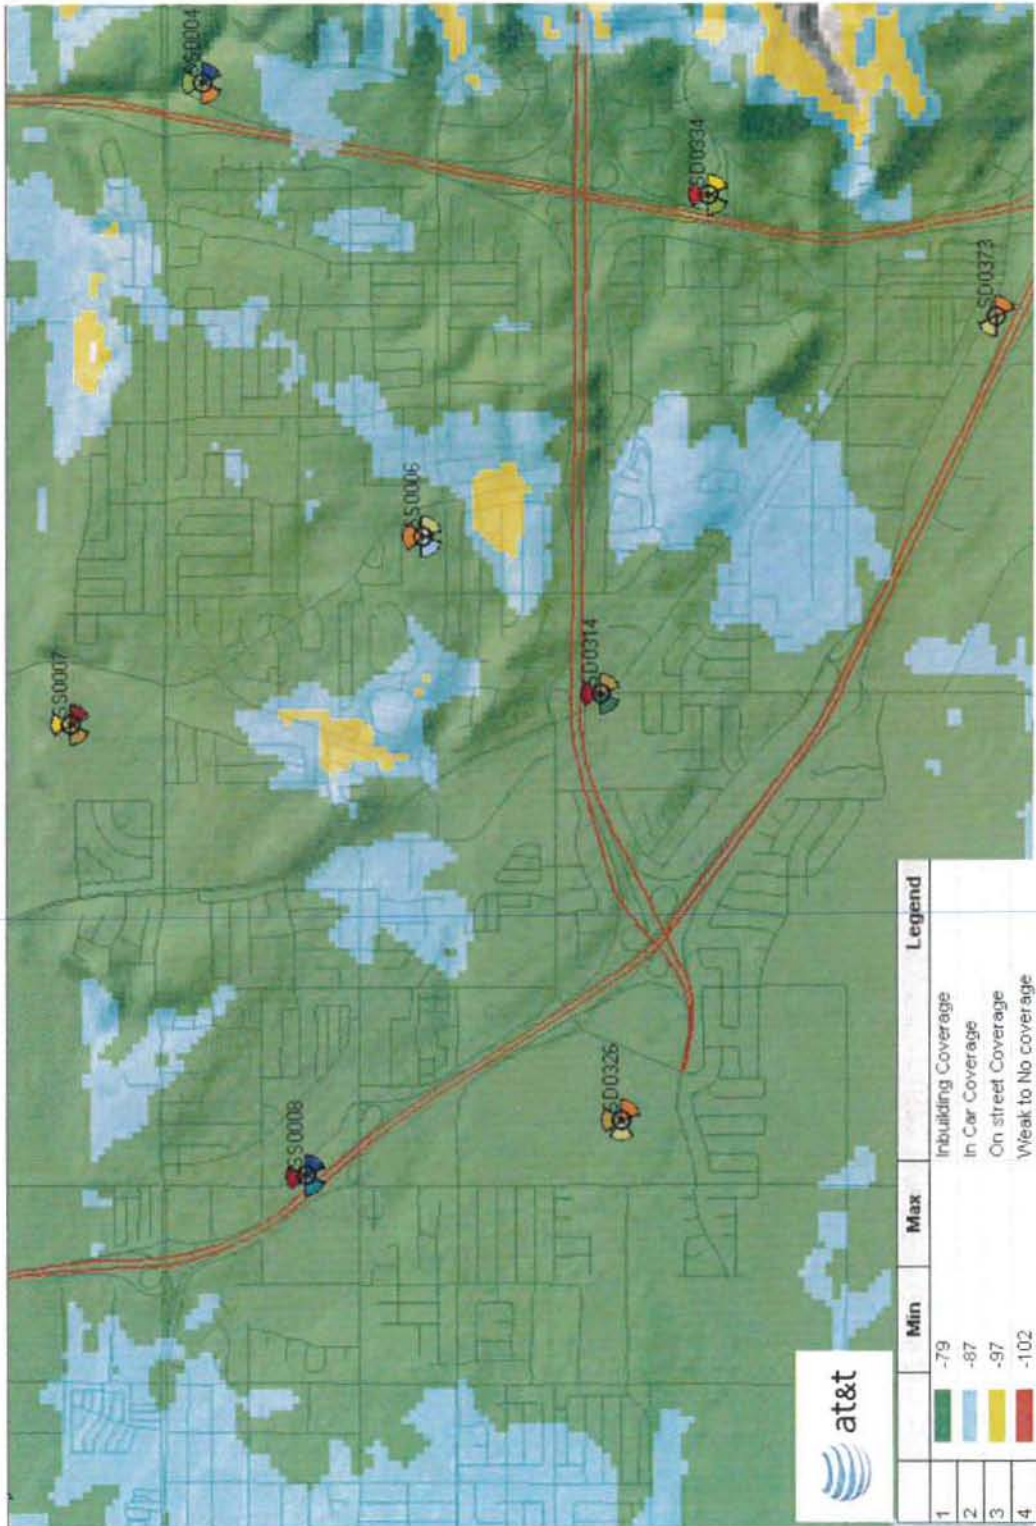 SS0004
SD0334
SD0373
SS0006
SS0007
SD0314
SS0008
SD0326
at&t
Min Max Legend
1 -79 Inbuilding Coverage
2 -87 In Car Coverage
3 -97 On street Coverage
4 -102 Weak to No coverage